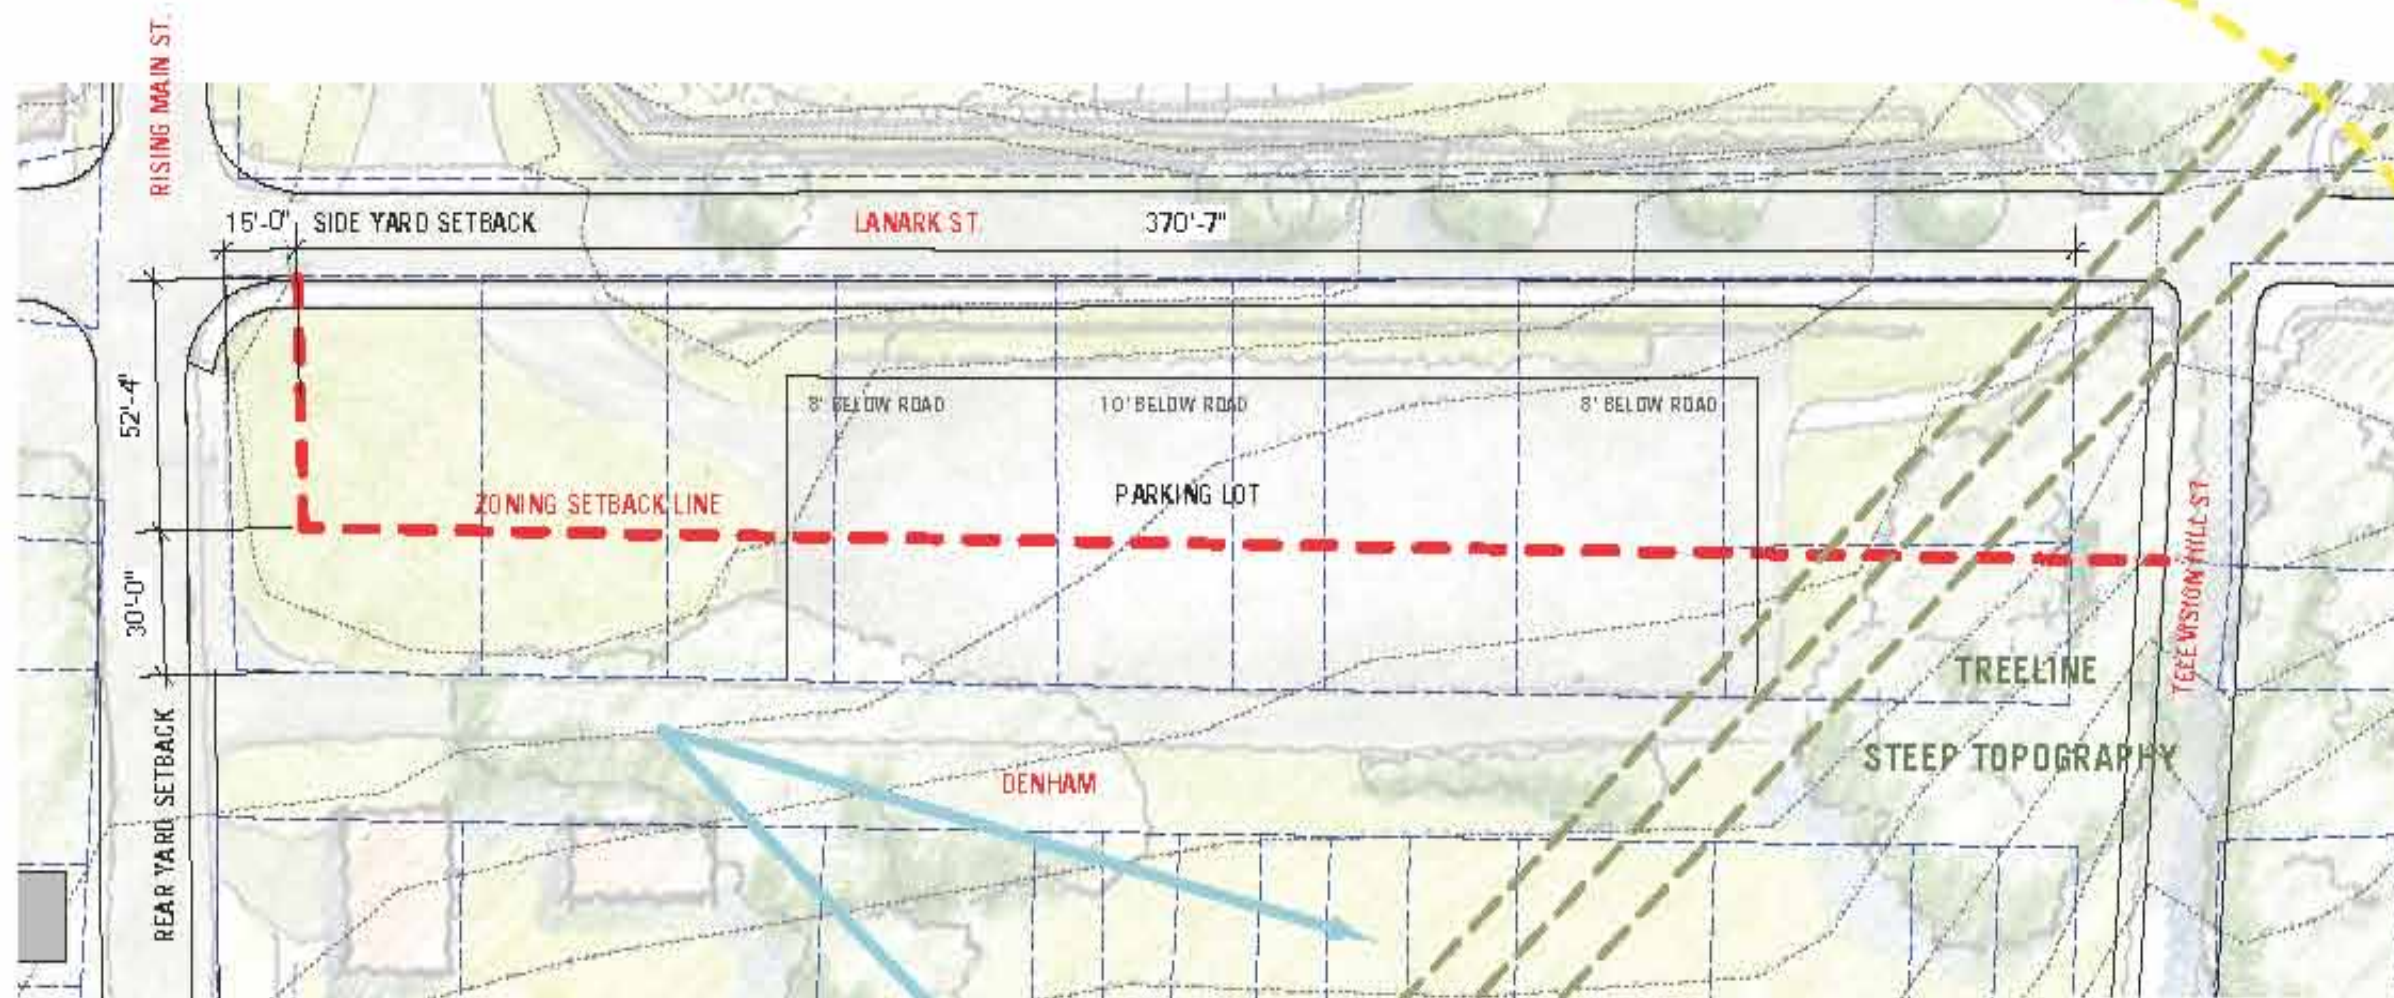 RISING MAIN ST.
15'-0" SIDE YARD SETBACK
LANARK ST.
370'-7"
52'-4"
8' BELOW ROAD
10' BELOW ROAD
8' BELOW ROAD
ZONING SETBACK LINE
PARKING LOT
TELEVISION HILL ST.
30'-0"
TREELINE
STEEP TOPOGRAPHY
REAR YARD SETBACK
DENHAM